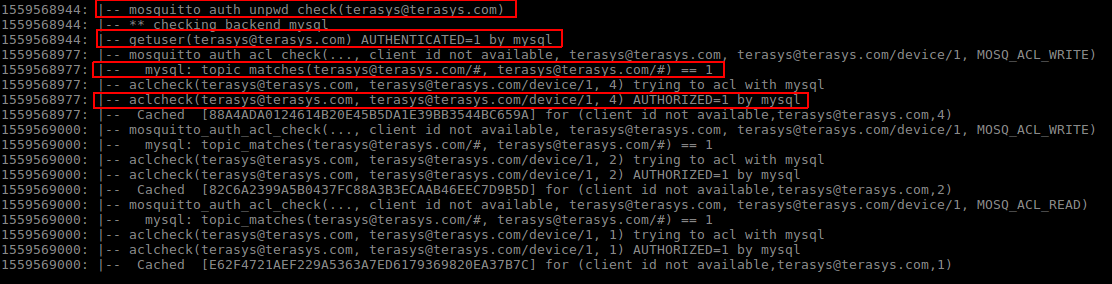 1559568944: |-- mosquitto_auth_unpwd_check(terasys@terasys.com)
1559568944: |-- ** checking backend mysql
1559568944: |-- getuser(terasys@terasys.com) AUTHENTICATED=1 by mysql
1559568977: |-- mosquitto_auth_acl_check(..., client id not available, terasys@terasys.com, terasys@terasys.com/device/1, MOSQ_ACL_WRITE)
1559568977: |--   mysql: topic_matches(terasys@terasys.com/#, terasys@terasys.com/#) == 1
1559568977: |-- aclcheck(terasys@terasys.com, terasys@terasys.com/device/1, 4) trying to acl with mysql
1559568977: |-- aclcheck(terasys@terasys.com, terasys@terasys.com/device/1, 4) AUTHORIZED=1 by mysql
1559568977: |--  Cached  [88A4ADA0124614B20E45B5DA1E39BB3544BC659A] for (client id not available,terasys@terasys.com,4)
1559569000: |-- mosquitto_auth_acl_check(..., client id not available, terasys@terasys.com, terasys@terasys.com/device/1, MOSQ_ACL_WRITE)
1559569000: |--   mysql: topic_matches(terasys@terasys.com/#, terasys@terasys.com/#) == 1
1559569000: |-- aclcheck(terasys@terasys.com, terasys@terasys.com/device/1, 2) trying to acl with mysql
1559569000: |-- aclcheck(terasys@terasys.com, terasys@terasys.com/device/1, 2) AUTHORIZED=1 by mysql
1559569000: |--  Cached  [82C6A2399A5B0437FC88A3B3ECAAB46EEC7D9B5D] for (client id not available,terasys@terasys.com,2)
1559569000: |-- mosquitto_auth_acl_check(..., client id not available, terasys@terasys.com, terasys@terasys.com/device/1, MOSQ_ACL_READ)
1559569000: |--   mysql: topic_matches(terasys@terasys.com/#, terasys@terasys.com/#) == 1
1559569000: |-- aclcheck(terasys@terasys.com, terasys@terasys.com/device/1, 1) trying to acl with mysql
1559569000: |-- aclcheck(terasys@terasys.com, terasys@terasys.com/device/1, 1) AUTHORIZED=1 by mysql
1559569000: |--  Cached  [E62F4721AEF229A5363A7ED6179369820EA37B7C] for (client id not available,terasys@terasys.com,1)